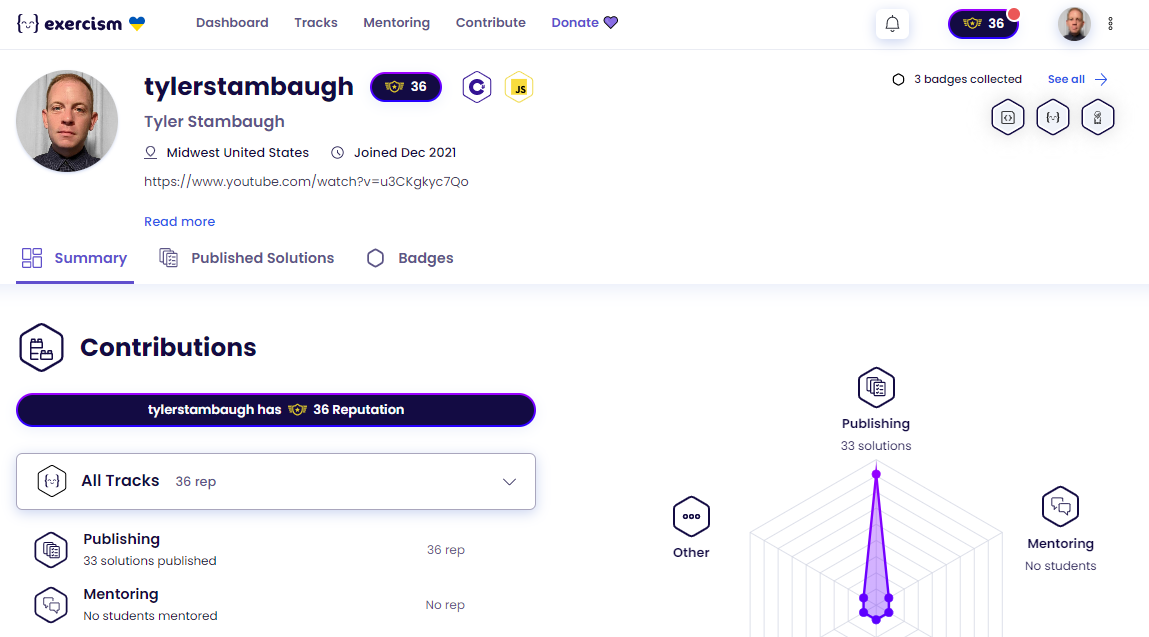 exercism
Dashboard Tracks Mentoring Contribute Donate
36
tylerstambaugh 36 C JS
3 badges collected See all
Tyler Stambaugh
Midwest United States Joined Dec 2021
https://www.youtube.com/watch?v=u3CKgkyc7Qo
Read more
Summary Published Solutions Badges
Contributions
tylerstambaugh has 36 Reputation
All Tracks 36 rep
Publishing
33 solutions published
36 rep
Mentoring
No students mentored
No rep
Publishing
33 solutions
Other
Mentoring
No students